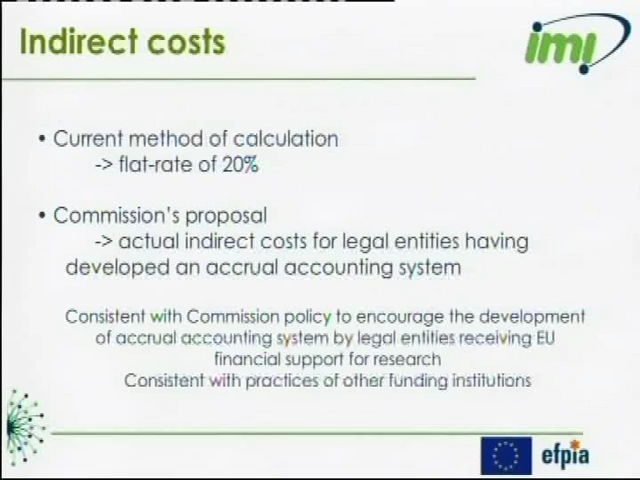 Indirect costs
imi
• Current method of calculation
-> flat-rate of 20%
• Commission's proposal
-> actual indirect costs for legal entities having
developed an accrual accounting system
Consistent with Commission policy to encourage the development
of accrual accounting system by legal entities receiving EU
financial support for research
Consistent with practices of other funding institutions
efpia